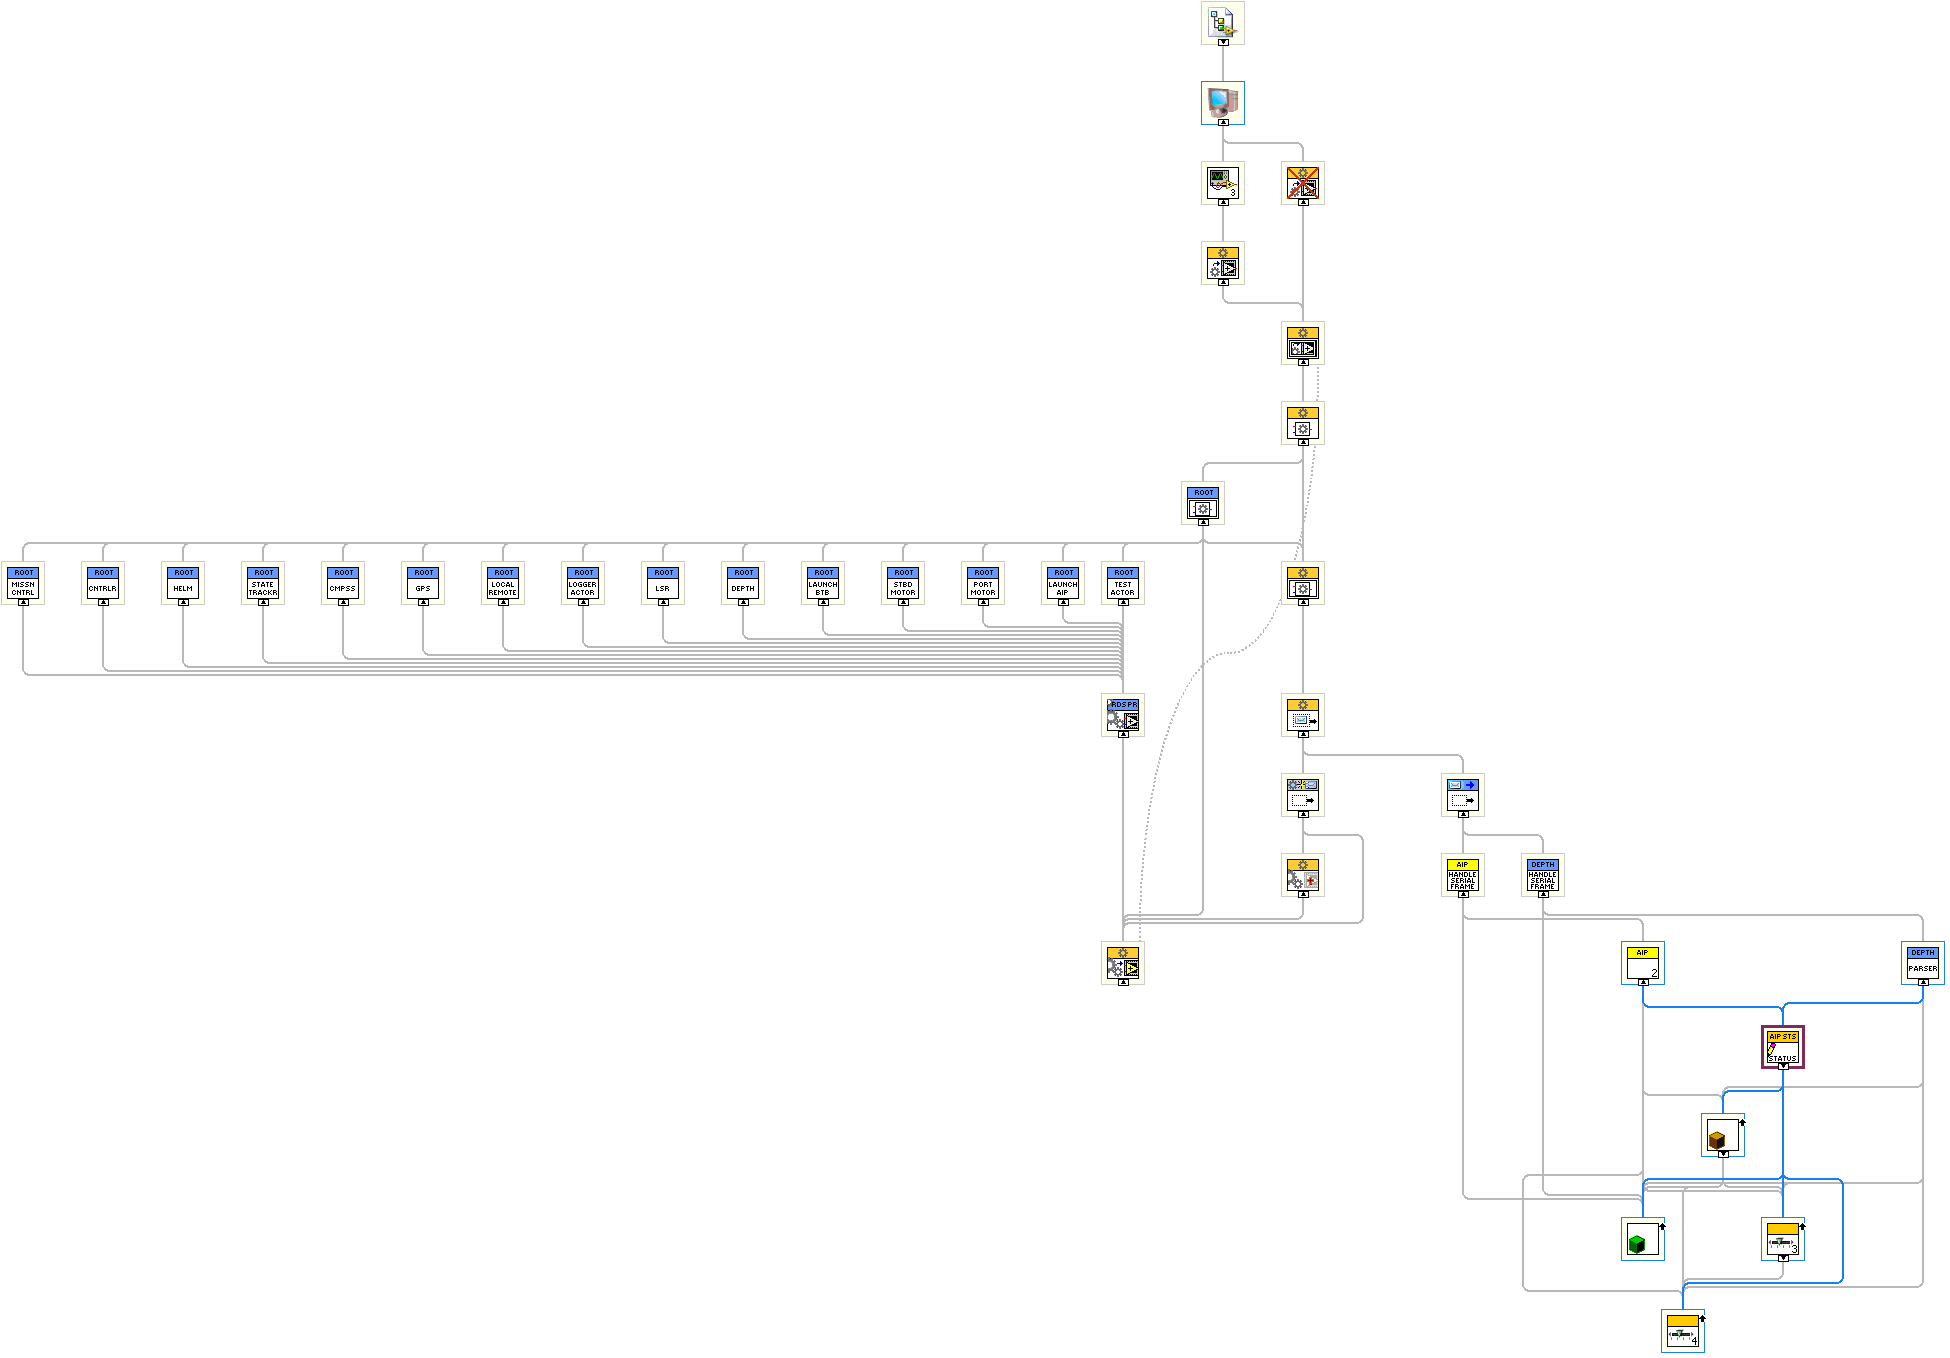 3
ROOT
ROOT
MISSN
CNTRL
ROOT
CNTRLR
ROOT
HELM
ROOT
STATE
TRACKR
ROOT
CMPSS
ROOT
GPS
ROOT
LOCAL
REMOTE
ROOT
LOGGER
ACTOR
ROOT
LSR
ROOT
DEPTH
ROOT
LAUNCH
BTB
ROOT
STBD
MOTOR
ROOT
PORT
MOTOR
ROOT
LAUNCH
AIP
ROOT
TEST
ACTOR
RDS PR
AIP
HANDLE
SERIAL
FRAME
DEPTH
HANDLE
SERIAL
FRAME
AIP
2
DEPTH
PARSER
AIP STS
STATUS
3
4